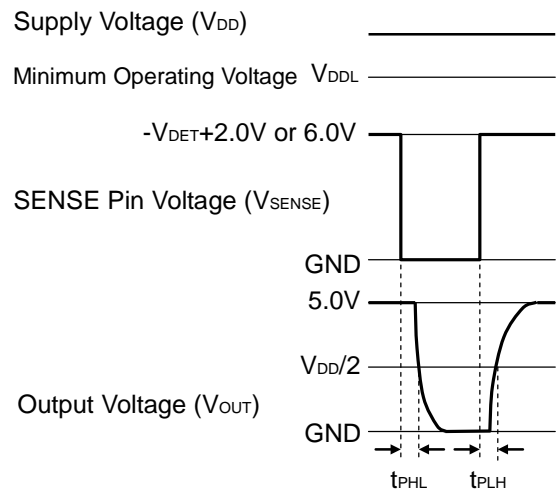 Supply Voltage (VDD)
Minimum Operating Voltage VDDL
-VDET+2.0V or 6.0V
SENSE Pin Voltage (VSENSE)
GND
5.0V
VDD/2
Output Voltage (VOUT)
GND
tPHL tPLH